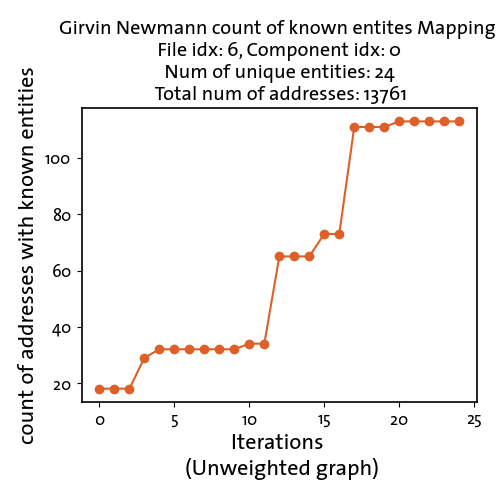 Girvin Newmann count of known entites Mapping
File idx: 6, Component idx: 0
Num of unique entities: 24
Total num of addresses: 13761
count of addresses with known entities
100
80
60
40
20
0 5 10 15 20 25
Iterations
(Unweighted graph)